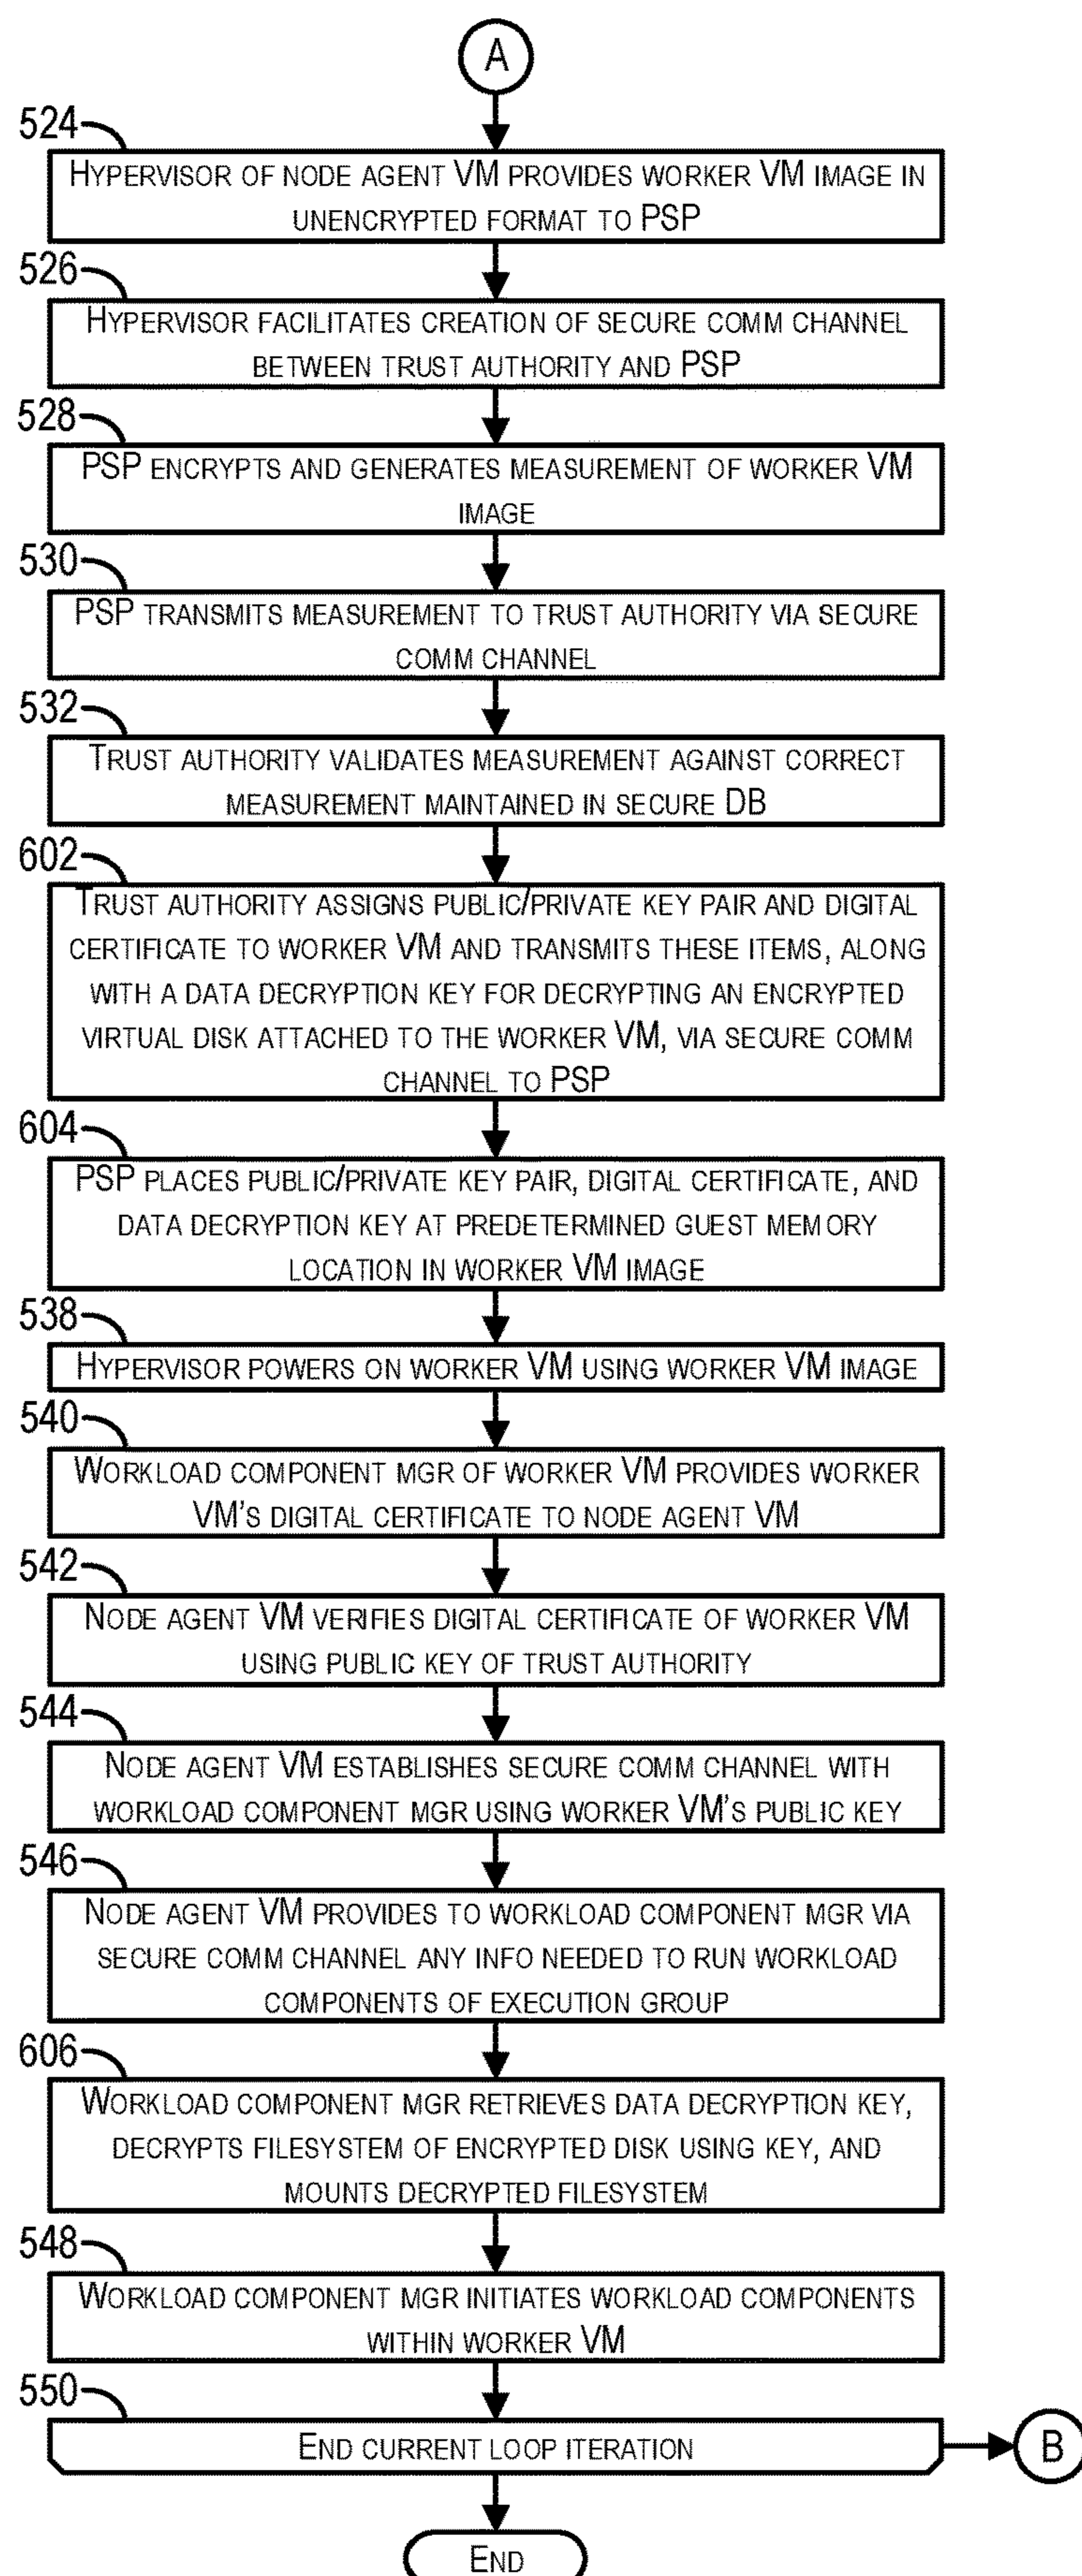 A
524
HYPERVISOR OF NODE AGENT VM PROVIDES WORKER VM IMAGE IN
UNENCRYPTED FORMAT TO PSP
526
HYPERVISOR FACILITATES CREATION OF SECURE COMM CHANNEL
BETWEEN TRUST AUTHORITY AND PSP
528
PSP ENCRYPTS AND GENERATES MEASUREMENT OF WORKER VM
IMAGE
530
PSP TRANSMITS MEASUREMENT TO TRUST AUTHORITY VIA SECURE
COMM CHANNEL
532
TRUST AUTHORITY VALIDATES MEASUREMENT AGAINST CORRECT
MEASUREMENT MAINTAINED IN SECURE DB
602
TRUST AUTHORITY ASSIGNS PUBLIC/PRIVATE KEY PAIR AND DIGITAL
CERTIFICATE TO WORKER VM AND TRANSMITS THESE ITEMS, ALONG
WITH A DATA DECRYPTION KEY FOR DECRYPTING AN ENCRYPTED
VIRTUAL DISK ATTACHED TO THE WORKER VM, VIA SECURE COMM
CHANNEL TO PSP
604
PSP PLACES PUBLIC/PRIVATE KEY PAIR, DIGITAL CERTIFICATE, AND
DATA DECRYPTION KEY AT PREDETERMINED GUEST MEMORY
LOCATION IN WORKER VM IMAGE
538
HYPERVISOR POWERS ON WORKER VM USING WORKER VM IMAGE
540
WORKLOAD COMPONENT MGR OF WORKER VM PROVIDES WORKER
VM'S DIGITAL CERTIFICATE TO NODE AGENT VM
542
NODE AGENT VM VERIFIES DIGITAL CERTIFICATE OF WORKER VM
USING PUBLIC KEY OF TRUST AUTHORITY
544
NODE AGENT VM ESTABLISHES SECURE COMM CHANNEL WITH
WORKLOAD COMPONENT MGR USING WORKER VM'S PUBLIC KEY
546
NODE AGENT VM PROVIDES TO WORKLOAD COMPONENT MGR VIA
SECURE COMM CHANNEL ANY INFO NEEDED TO RUN WORKLOAD
COMPONENTS OF EXECUTION GROUP
606
WORKLOAD COMPONENT MGR RETRIEVES DATA DECRYPTION KEY,
DECRYPTS FILESYSTEM OF ENCRYPTED DISK USING KEY, AND
MOUNTS DECRYPTED FILESYSTEM
548
WORKLOAD COMPONENT MGR INITIATES WORKLOAD COMPONENTS
WITHIN WORKER VM
550
END CURRENT LOOP ITERATION
B
END